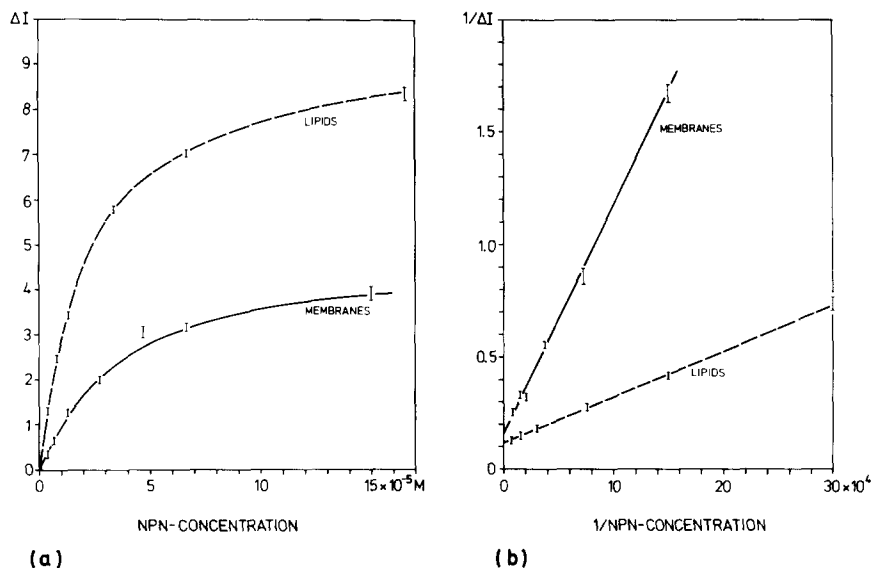 ΔI
9
8
7
6
5
4
3
2
1
0
LIPIDS
MEMBRANES
0
5
10
15×10⁻⁵M
NPN-CONCENTRATION
(a)
1/ΔI
1.5
1.0
0.5
0
MEMBRANES
LIPIDS
0
10
20
30×10⁴
1/NPN-CONCENTRATION
(b)